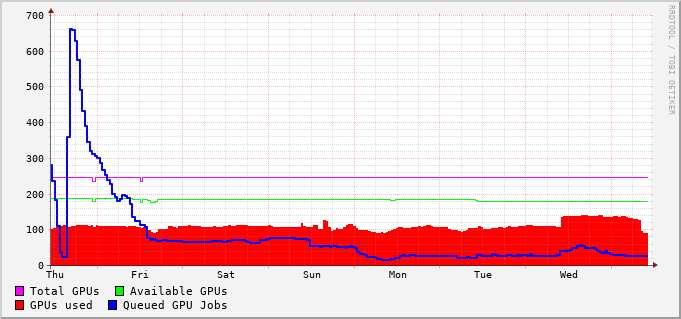 RRDTOOL / TOBI OETIKER
700
600
500
400
300
200
100
0
Thu Fri Sat Sun Mon Tue Wed
Total GPUs Available GPUs
GPUs used Queued GPU Jobs